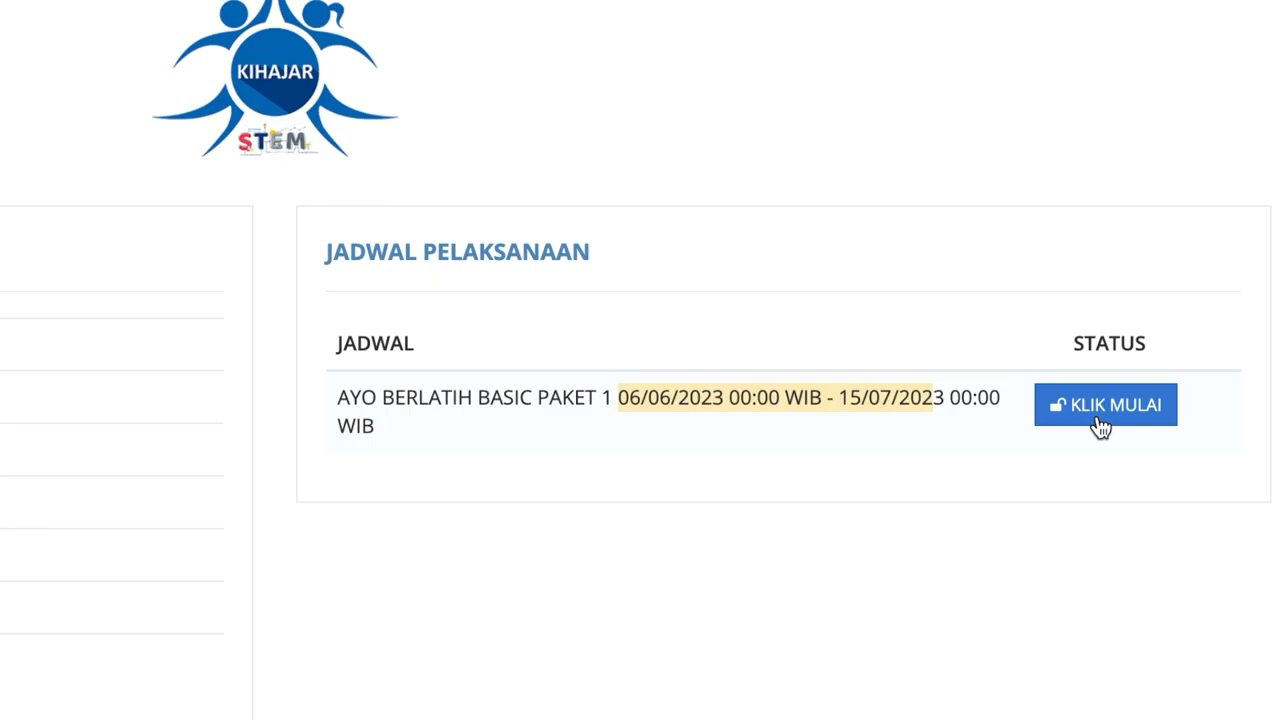 KIHAJAR
STEM
JADWAL PELAKSANAAN
JADWAL
STATUS
AYO BERLATIH BASIC PAKET 1 06/06/2023 00:00 WIB - 15/07/2023 00:00
WIB
KLIK MULAI